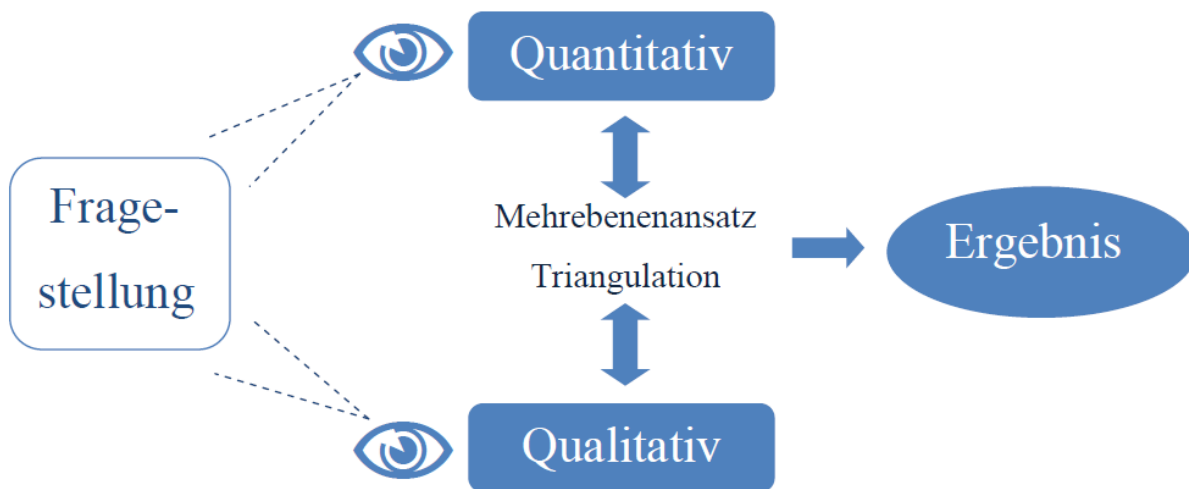 Quantitativ
Frage-
stellung
Mehrebenenansatz
Triangulation
Ergebnis
Qualitativ